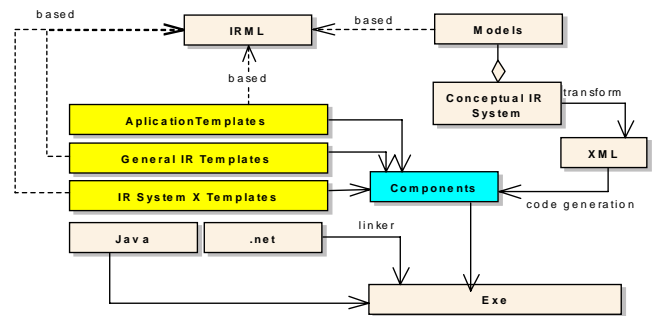 based
IRML
based
Models
based
Conceptual IR
System
transform
AplicationTemplates
General IR Templates
XML
IR System X Templates
Components
code generation
Java
.net
linker
Exe